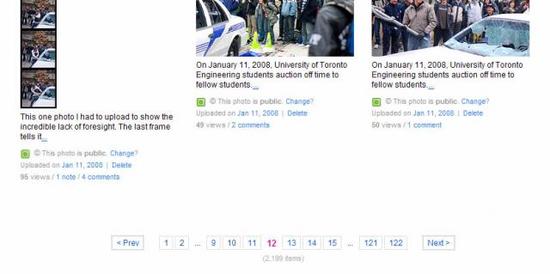 This one photo I had to upload to show the
incredible lack of foresight. The last frame
tells it...
© This photo is public. Change?
Uploaded on Jan 11, 2008 | Delete
95 views / 1 note / 4 comments
On January 11, 2008, University of Toronto
Engineering students auction off time to
fellow students. ...
© This photo is public. Change?
Uploaded on Jan 11, 2008 | Delete
49 views / 2 comments
On January 11, 2008, University of Toronto
Engineering students auction off time to
fellow students. ...
© This photo is public. Change?
Uploaded on Jan 11, 2008 | Delete
50 views / 1 comment
< Prev 1 2 ... 9 10 11 12 13 14 15 ... 121 122 Next >
(2,199 items)